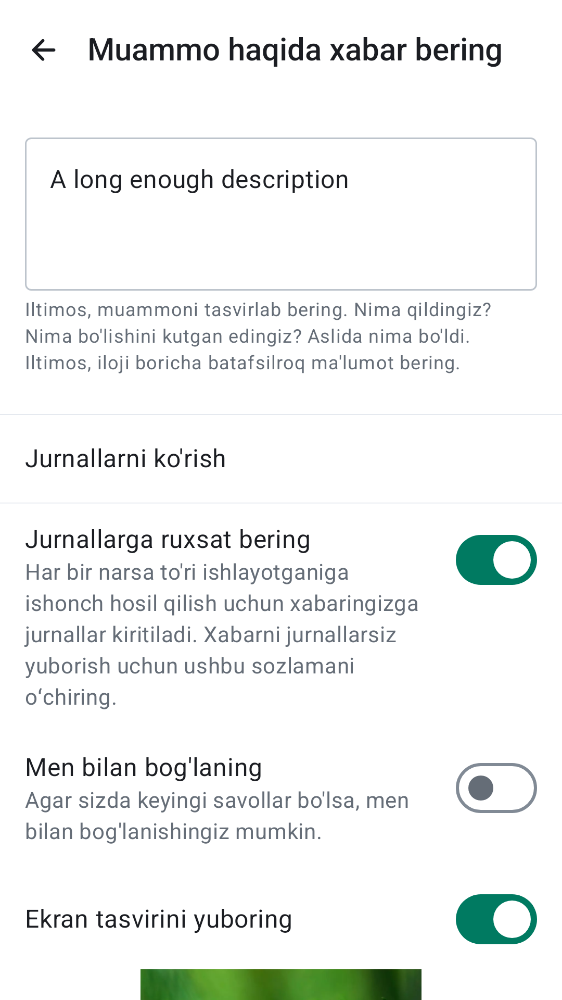 Muammo haqida xabar bering
A long enough description
Iltimos, muammoni tasvirlab bering. Nima qildingiz?
Nima bo'lishini kutgan edingiz? Aslida nima bo'ldi.
Iltimos, iloji boricha batafsilroq ma'lumot bering.
Jurnallarni ko'rish
Jurnallarga ruxsat bering
Har bir narsa to'ri ishlayotganiga
ishonch hosil qilish uchun xabaringizga
jurnallar kiritiladi. Xabarni jurnallarsiz
yuborish uchun ushbu sozlamani
oʻchiring.
Men bilan bog'laning
Agar sizda keyingi savollar bo'lsa, men
bilan bog'lanishingiz mumkin.
Ekran tasvirini yuboring